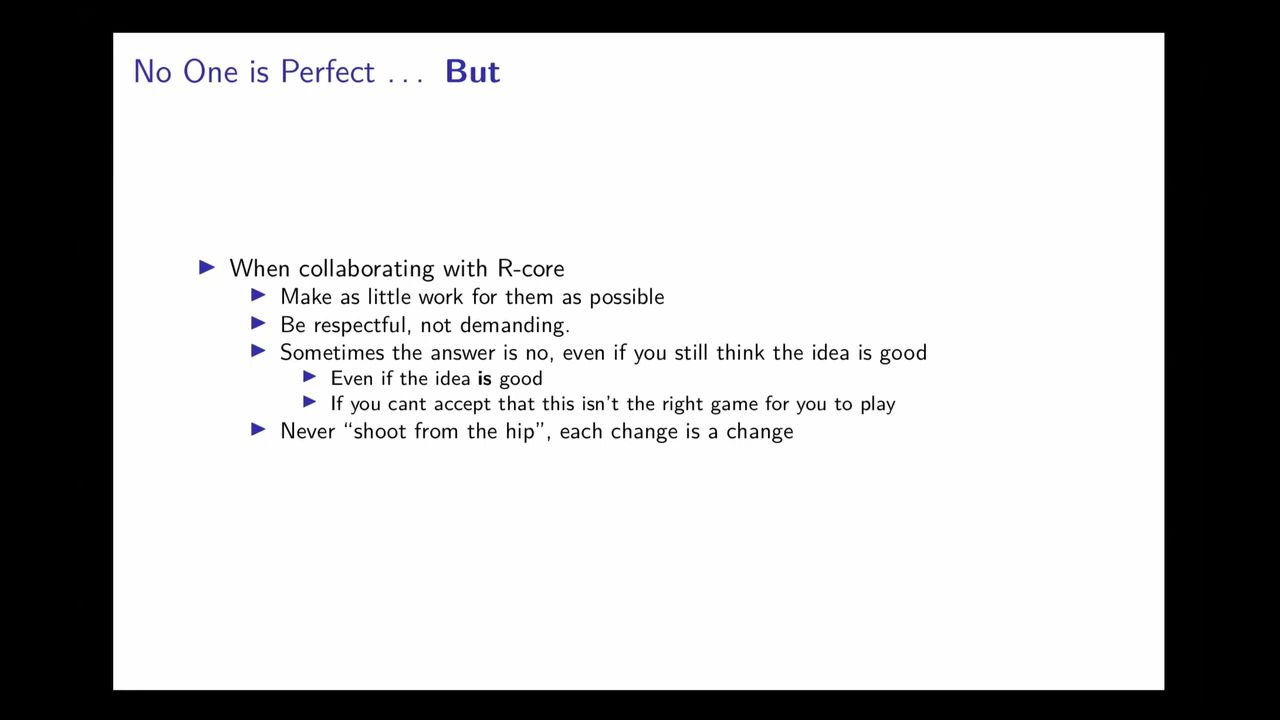 No One is Perfect ... But
When collaborating with R-core
Make as little work for them as possible
Be respectful, not demanding.
Sometimes the answer is no, even if you still think the idea is good
Even if the idea is good
If you cant accept that this isn't the right game for you to play
Never “shoot from the hip”, each change is a change